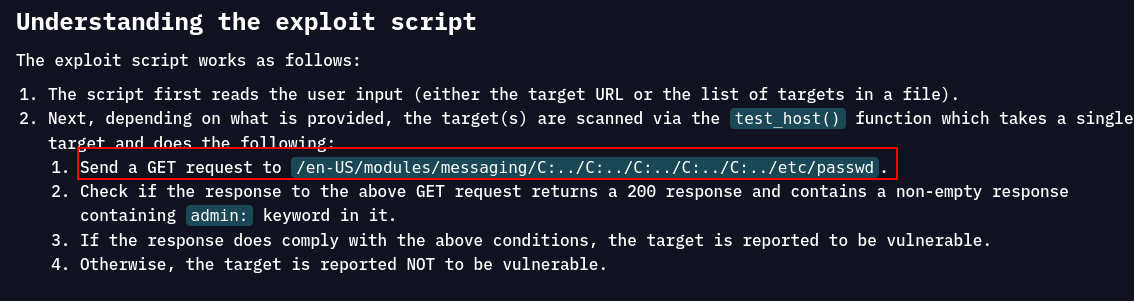 Understanding the exploit script
The exploit script works as follows:
1. The script first reads the user input (either the target URL or the list of targets in a file).
2. Next, depending on what is provided, the target(s) are scanned via the test_host() function which takes a single
target and does the following:
1. Send a GET request to /en-US/modules/messaging/C:../C:../C:../C:../C:../etc/passwd.
2. Check if the response to the above GET request returns a 200 response and contains a non-empty response
containing admin: keyword in it.
3. If the response does comply with the above conditions, the target is reported to be vulnerable.
4. Otherwise, the target is reported NOT to be vulnerable.